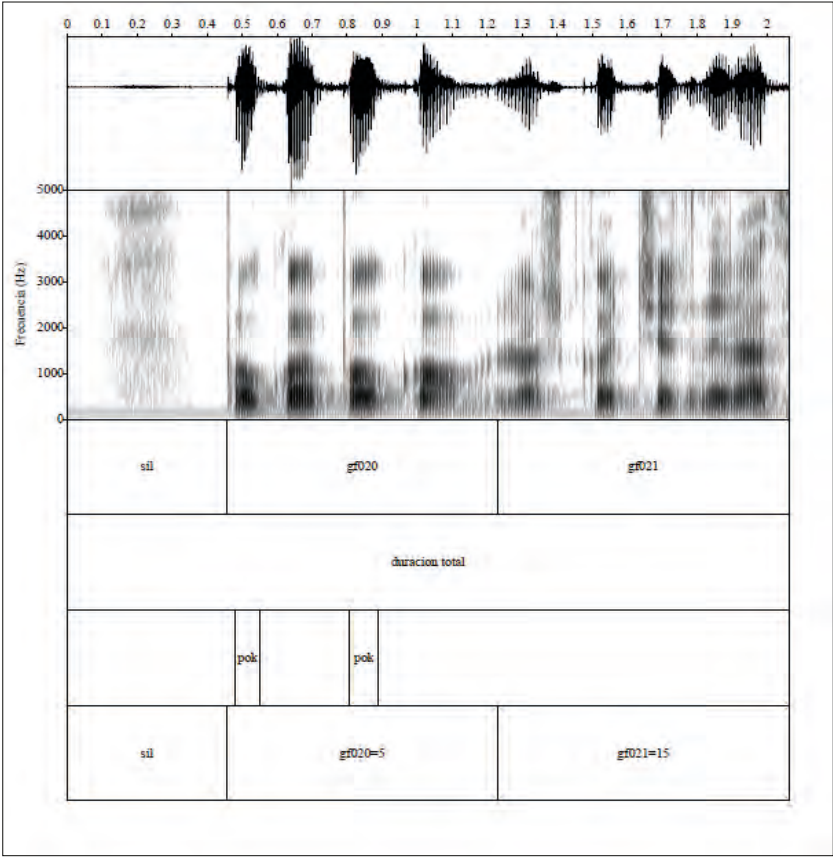 0 0.1 0.2 0.3 0.4 0.5 0.6 0.7 0.8 0.9 1 1.1 1.2 1.3 1.4 1.5 1.6 1.7 1.8 1.9 2
5000
4000
3000
2000
1000
0
Frecuencia (Hz)
sil gf020 gf021
duracion total
pok pok
sil gf020=5 gf021=15